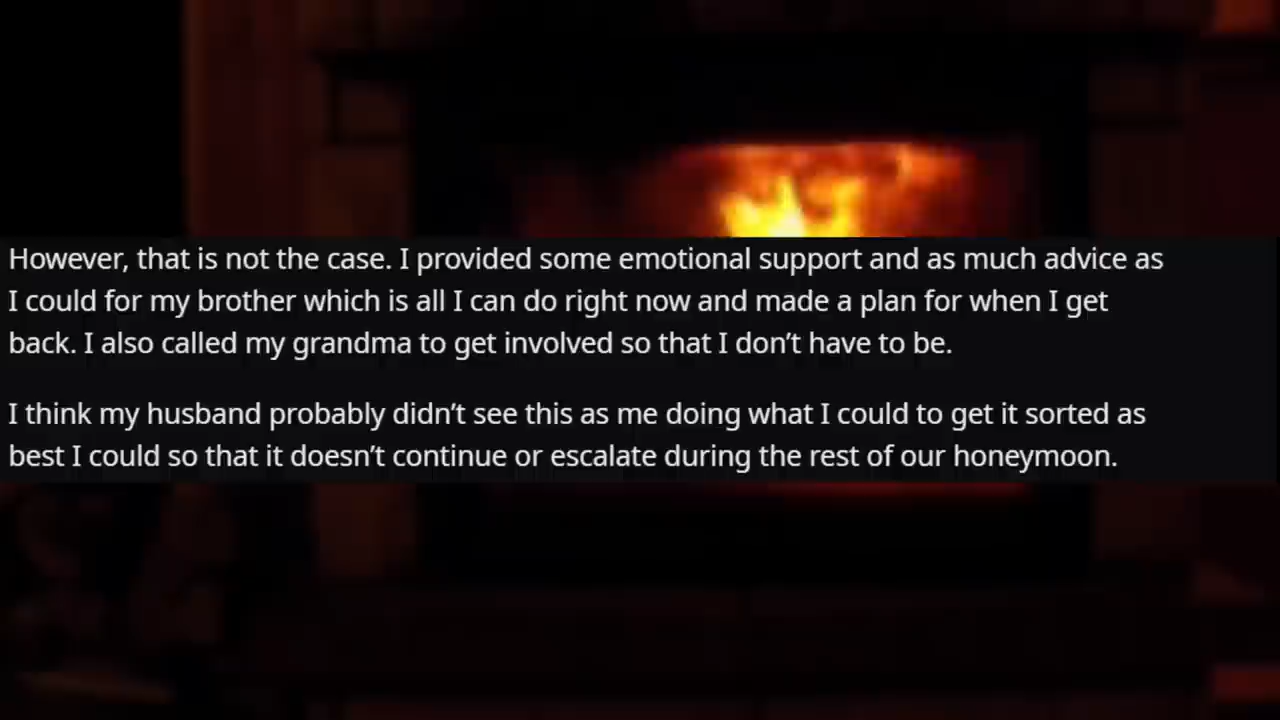 However, that is not the case. I provided some emotional support and as much advice as
I could for my brother which is all I can do right now and made a plan for when I get
back. I also called my grandma to get involved so that I don’t have to be.
I think my husband probably didn’t see this as me doing what I could to get it sorted as
best I could so that it doesn’t continue or escalate during the rest of our honeymoon.